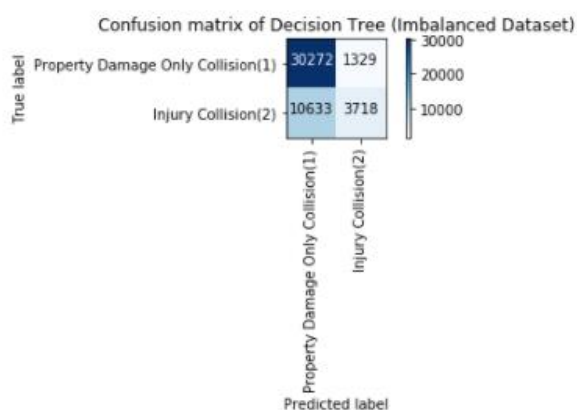 Confusion matrix of Decision Tree (Imbalanced Dataset)
True label
Property Damage Only Collision(1)
30272 1329
Injury Collision(2)
10633 3718
30000
20000
10000
Property Damage Only Collision(1)
Injury Collision(2)
Predicted label